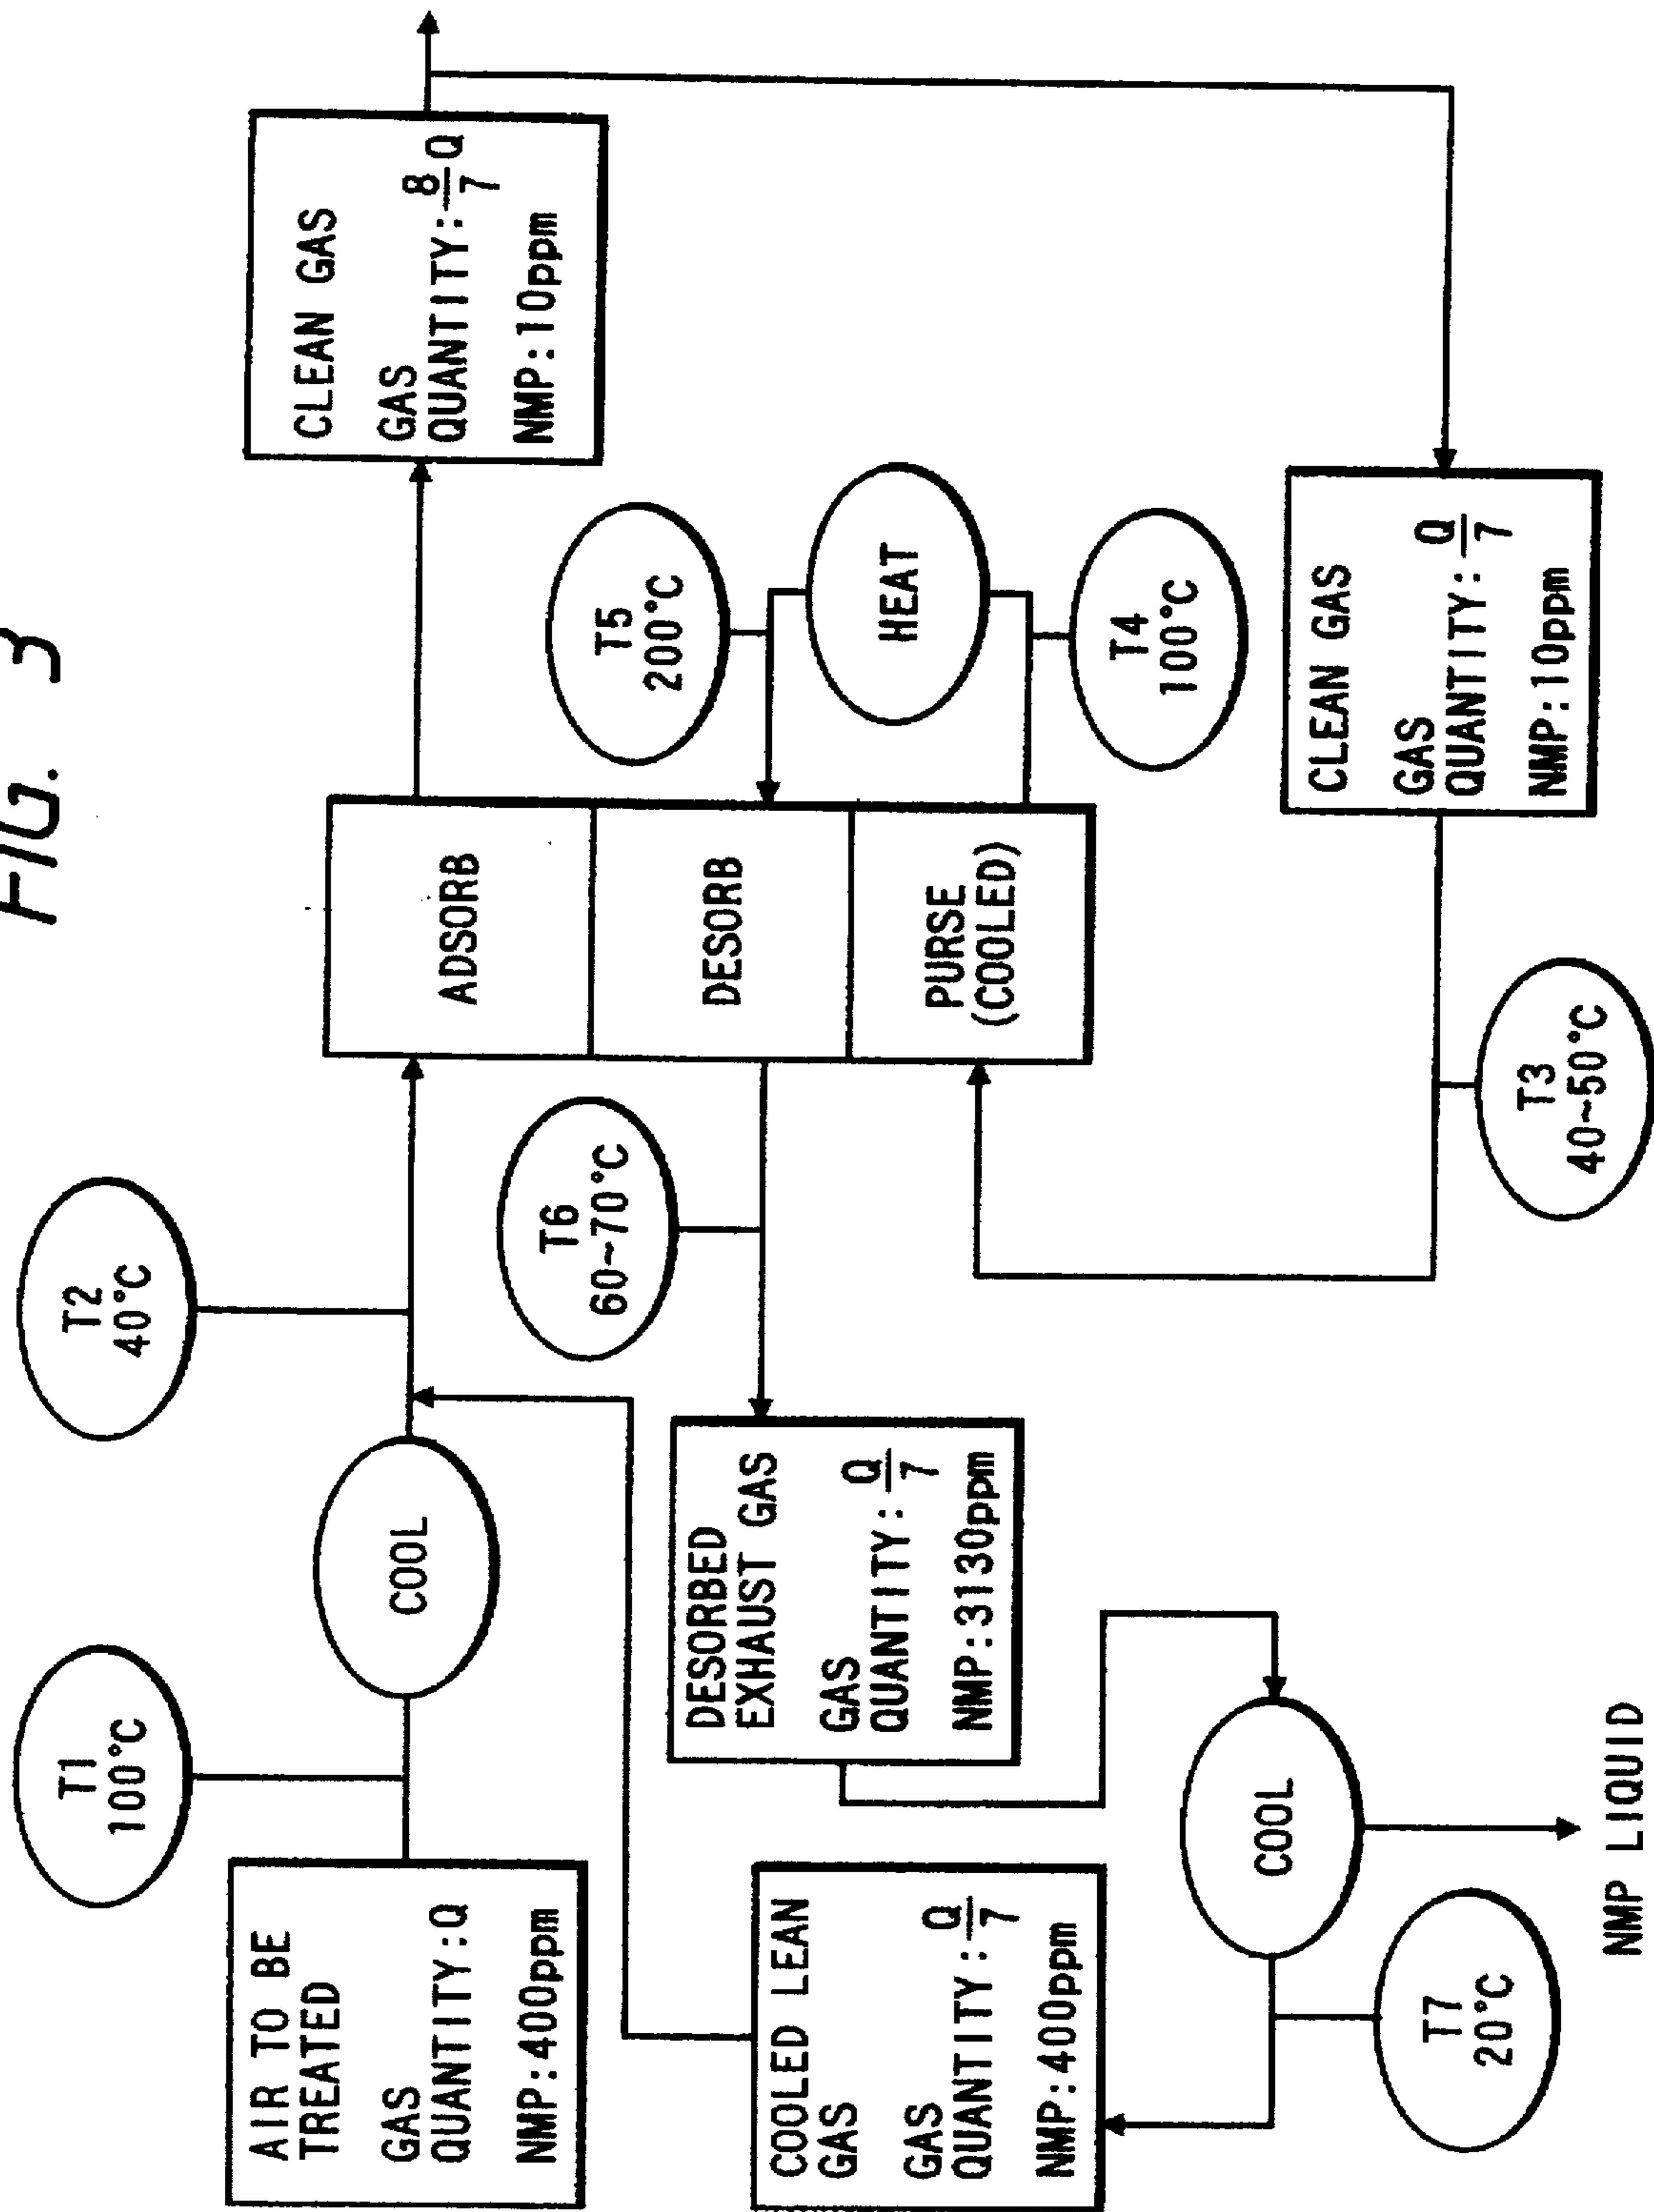 FIG. 3
T1
100°C
T2
40°C
AIR TO BE
TREATED
GAS
QUANTITY:Q
NMP:400ppm
COOL
ADSORB
DESORB
PURSE
(COOLED)
CLEAN GAS
GAS
QUANTITY: 8/7 Q
NMP:10ppm
T5
200°C
HEAT
T4
100°C
T6
60~70°C
DESORBED
EXHAUST GAS
GAS
QUANTITY: Q/7
NMP:3130ppm
COOLED LEAN
GAS
GAS
QUANTITY: Q/7
NMP:400ppm
COOL
T7
20°C
NMP LIQUID
T3
40~50°C
CLEAN GAS
GAS
QUANTITY: Q/7
NMP:10ppm